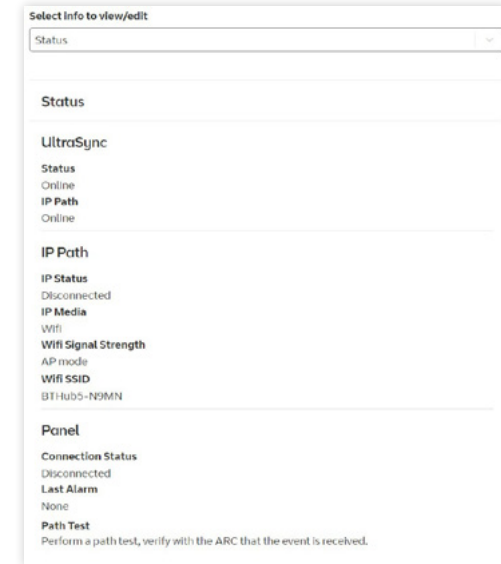 Select info to view/edit
Status
Status
UltraSync
Status
Online
IP Path
Online
IP Path
IP Status
Disconnected
IP Media
Wifi
Wifi Signal Strength
AP mode
Wifi SSID
BTHub5-N9MN
Panel
Connection Status
Disconnected
Last Alarm
None
Path Test
Perform a path test, verify with the ARC that the event is received.